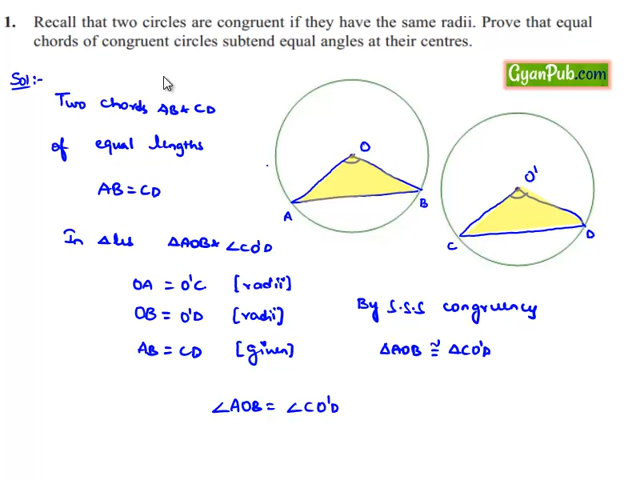 1. Recall that two circles are congruent if they have the same radii. Prove that equal
chords of congruent circles subtend equal angles at their centres.
Sol:-
GyanPub.com
Two chords AB & CD
of equal lengths
AB = CD
O
A
B
O'
C
D
In Δles ΔAOB & ∠CO'D
OA = O'C [radii]
OB = O'D [radii]
AB = CD [given]
By S.S.S congruency
ΔAOB ≅ ΔCO'D
∠AOB = ∠CO'D